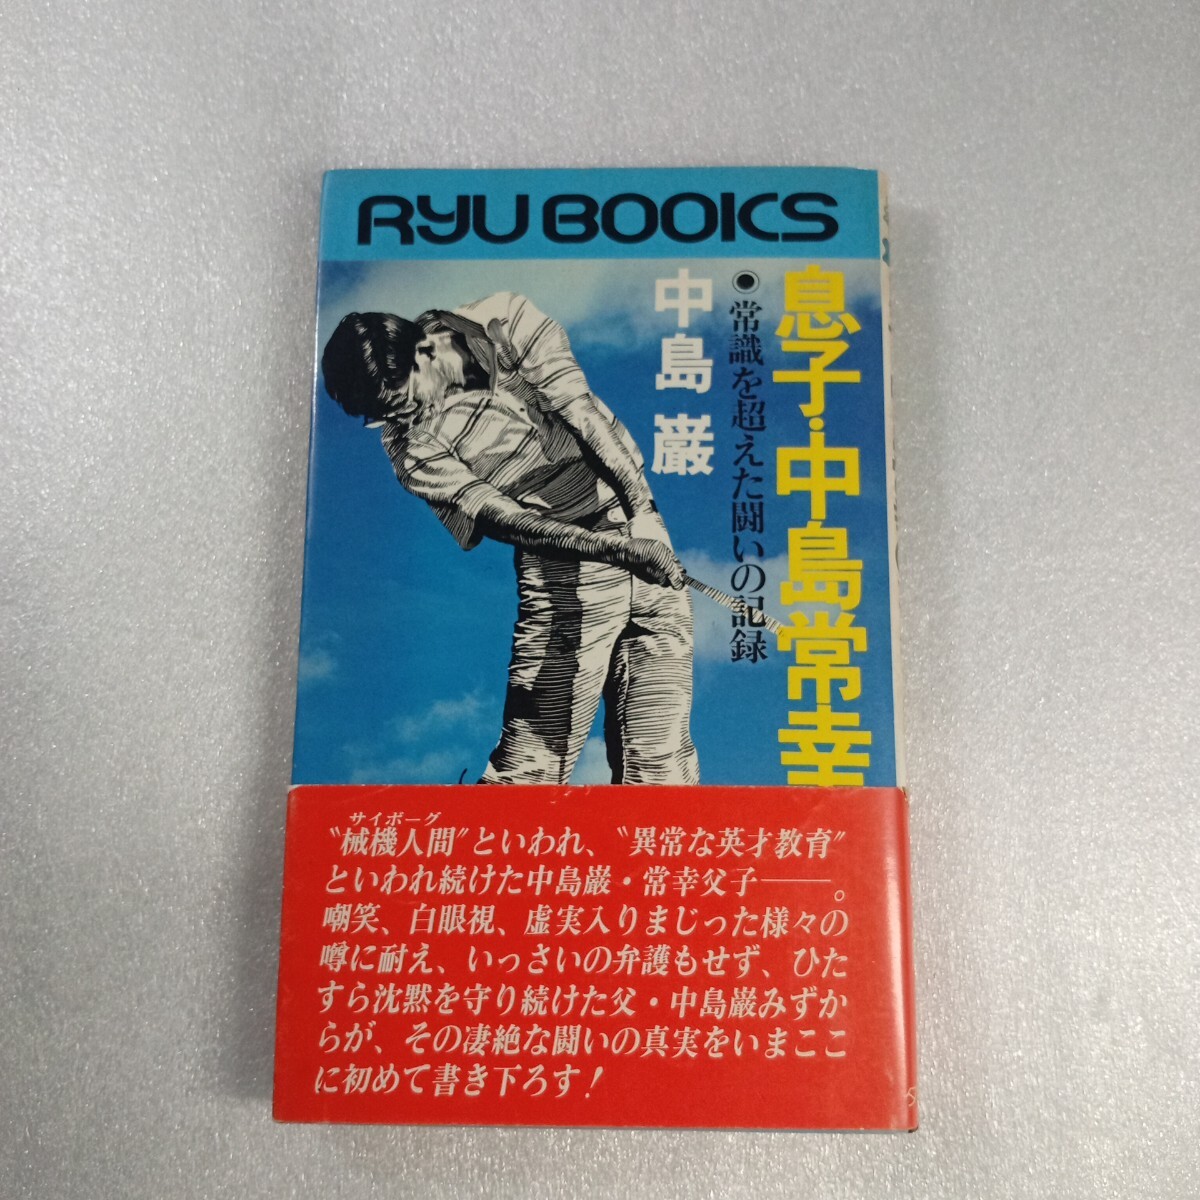 RYU BOOKS
息子・中島常幸
◉常識を超えた闘いの記録
中島 巌
サイボーグ
〝械機人間〟といわれ、〝異常な英才教育〟
といわれ続けた中島巌・常幸父子――。
嘲笑、白眼視、虚実入りまじった様々の
噂に耐え、いっさいの弁護もせず、ひた
すら沈黙を守り続けた父・中島巌みずか
らが、その凄絶な闘いの真実をいまここ
に初めて書き下ろす!